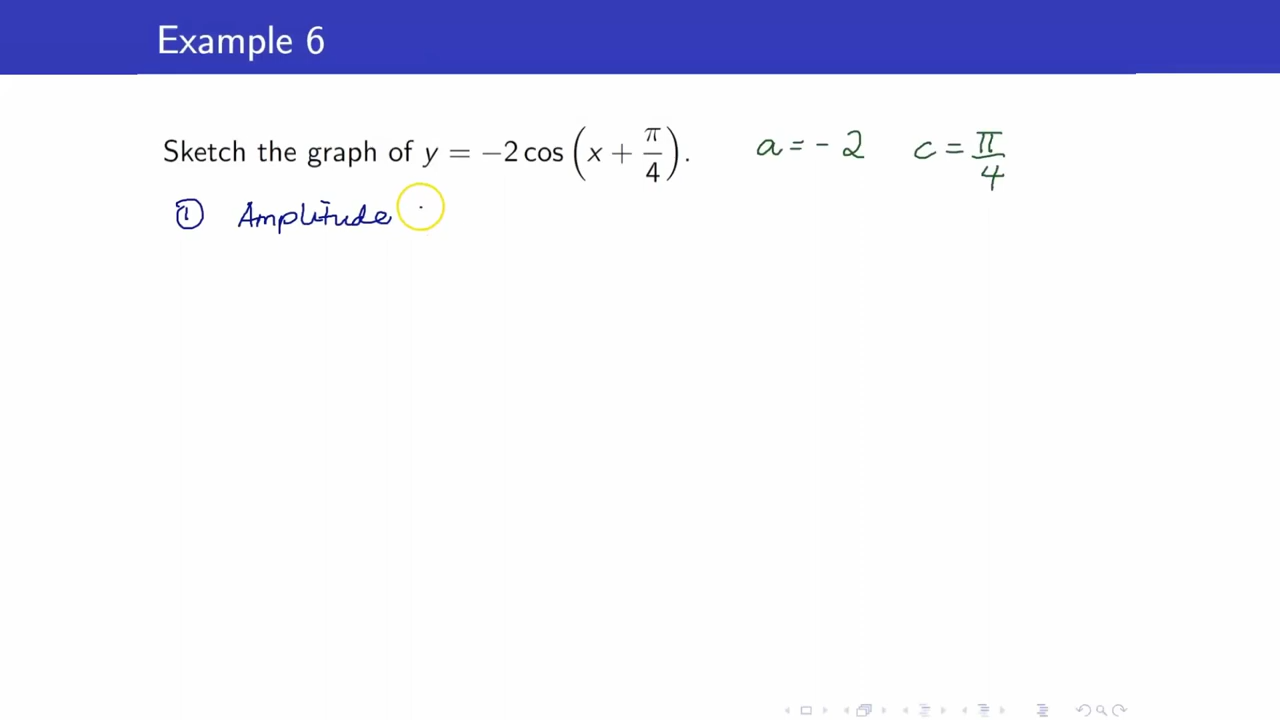 Example 6
Sketch the graph of y = −2 cos (x + π/4). a = - 2 c = π/4
① Amplitude